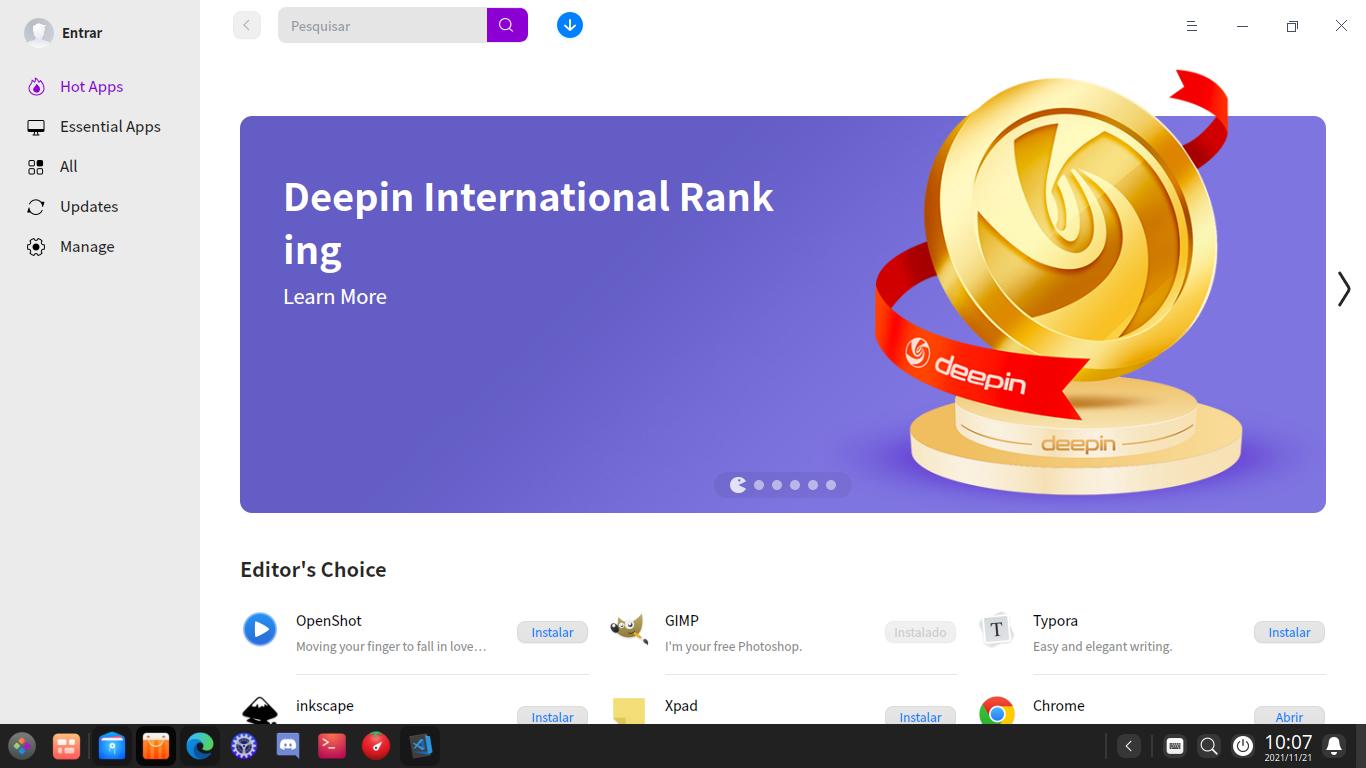 Entrar
Pesquisar
Hot Apps
Essential Apps
All
Updates
Manage
Deepin International Rank
ing
Learn More
deepin
deepin
Editor's Choice
OpenShot
Moving your finger to fall in love...
Instalar
GIMP
I'm your free Photoshop.
Instalado
Typora
Easy and elegant writing.
Instalar
T
inkscape
Instalar
Xpad
Instalar
Chrome
Abrir
10:07
2021/11/21